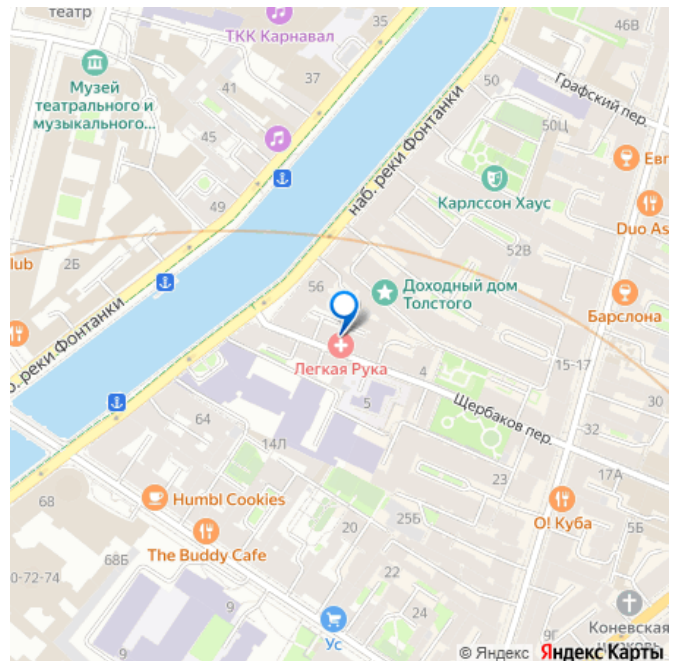 театр
ТКК Карнавал
35
46В
Музей
театрального и
музыкального...
41
37
50
Графский пер.
45
50Ц
Евг
наб. реки Фонтанки
Карлссон Хаус
49
Duo As
52В
lub
2Б
56
Доходный дом
Толстого
Барслона
б. реки Фонтанки
Легкая Рука
15-17
4
5
Щербаков пер.
30
64
14Л
32
23
17А
68
Humbl Cookies
О! Куба
25Б
5Б
20
The Buddy Cafe
68Б
0-72-74
22
9
24
Ус
9Г
Коневская
церковь
© Яндекс Яндекс Карты